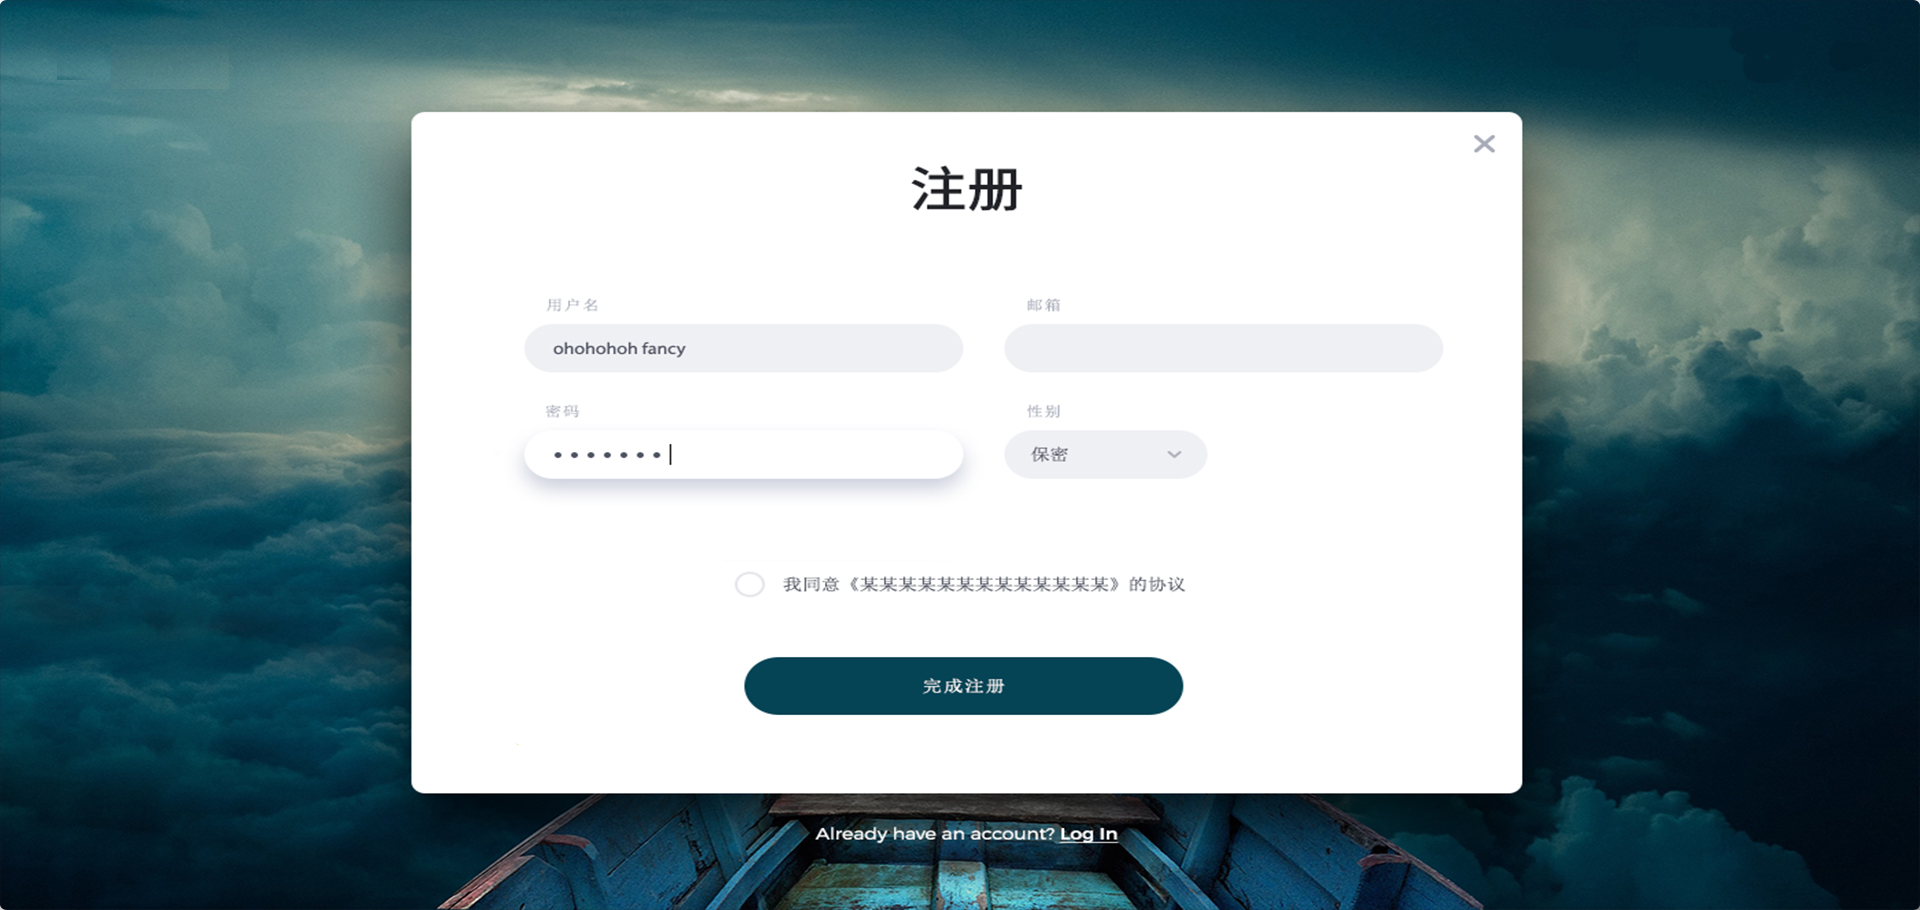 注册
用户名
邮箱
ohohohoh fancy
密码
性别
•••••••
保密
我同意《某某某某某某某某某某某某某》的协议
完成注册
Already have an account? Log In